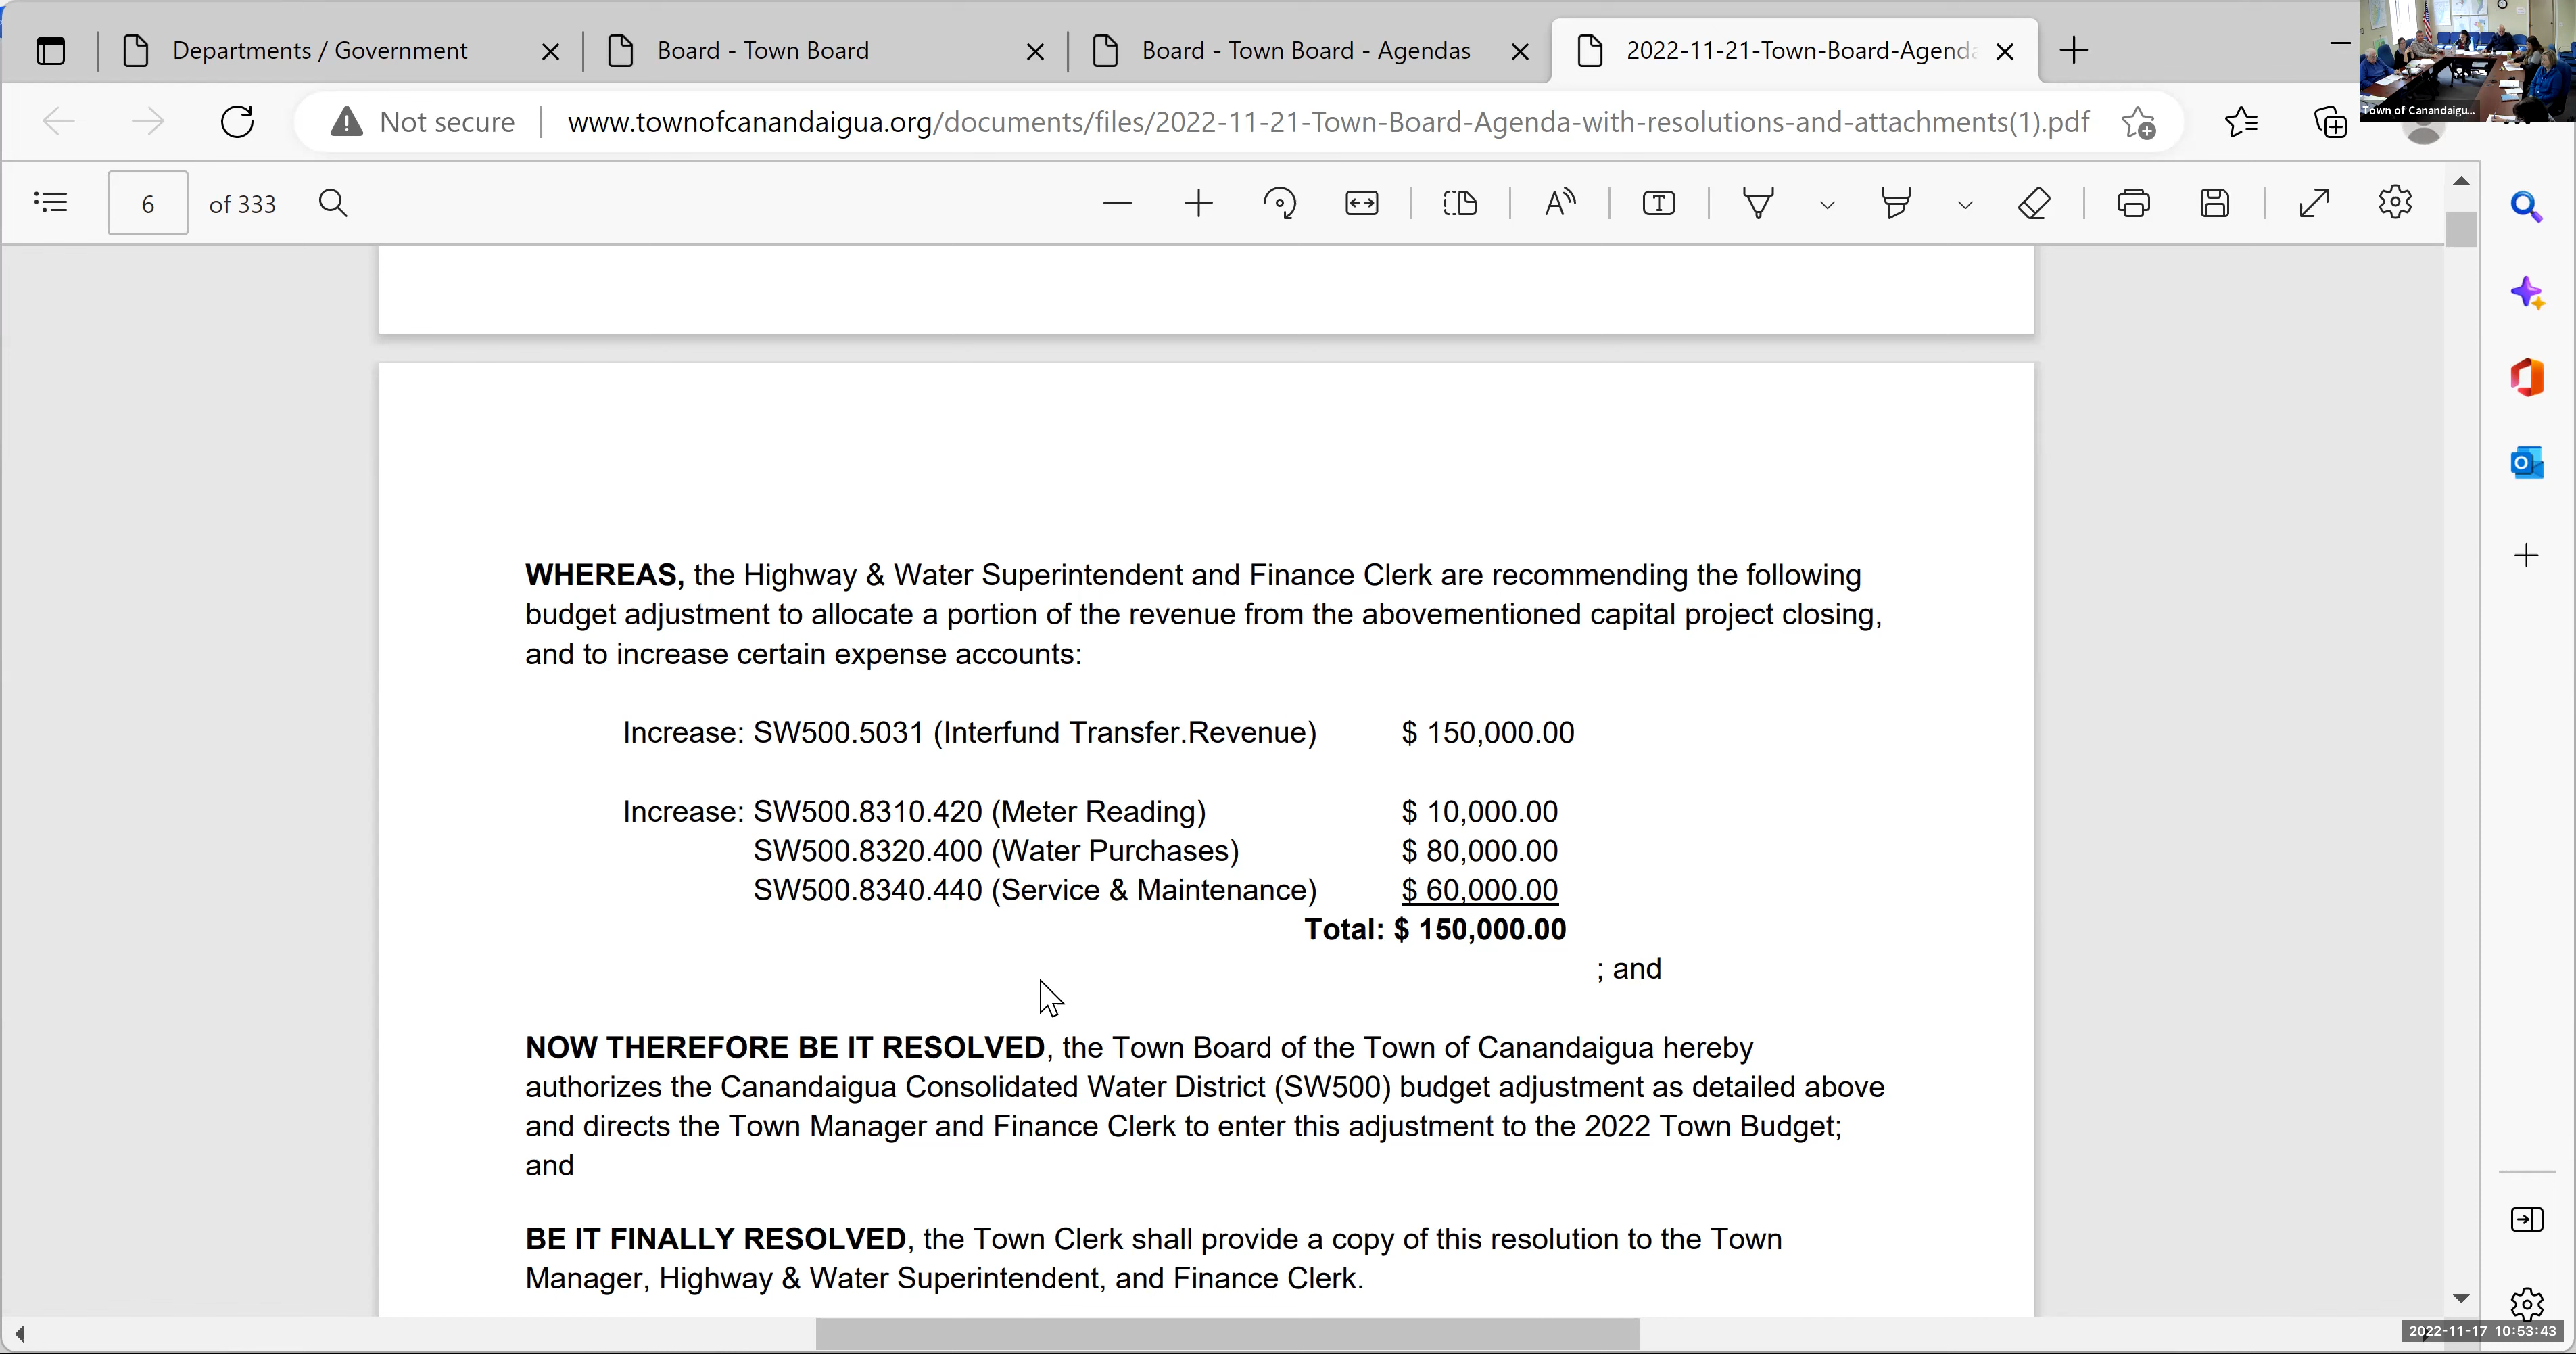 Departments / Government
Board - Town Board
Board - Town Board - Agendas
2022-11-21-Town-Board-Agenda
Town of Canandaigu...
Not secure
www.townofcanandaigua.org/documents/files/2022-11-21-Town-Board-Agenda-with-resolutions-and-attachments(1).pdf
6 of 333
WHEREAS, the Highway & Water Superintendent and Finance Clerk are recommending the following
budget adjustment to allocate a portion of the revenue from the abovementioned capital project closing,
and to increase certain expense accounts:
Increase: SW500.5031 (Interfund Transfer.Revenue) $ 150,000.00
Increase: SW500.8310.420 (Meter Reading) $ 10,000.00
SW500.8320.400 (Water Purchases) $ 80,000.00
SW500.8340.440 (Service & Maintenance) $ 60,000.00
Total: $ 150,000.00
; and
NOW THEREFORE BE IT RESOLVED, the Town Board of the Town of Canandaigua hereby
authorizes the Canandaigua Consolidated Water District (SW500) budget adjustment as detailed above
and directs the Town Manager and Finance Clerk to enter this adjustment to the 2022 Town Budget;
and
BE IT FINALLY RESOLVED, the Town Clerk shall provide a copy of this resolution to the Town
Manager, Highway & Water Superintendent, and Finance Clerk.
2022-11-17 10:53:43